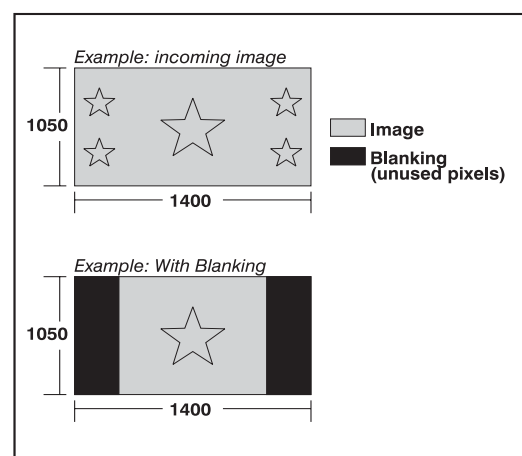 Example: incoming image
1050
1400
Image
Blanking
(unused pixels)
Example: With Blanking
1050
1400